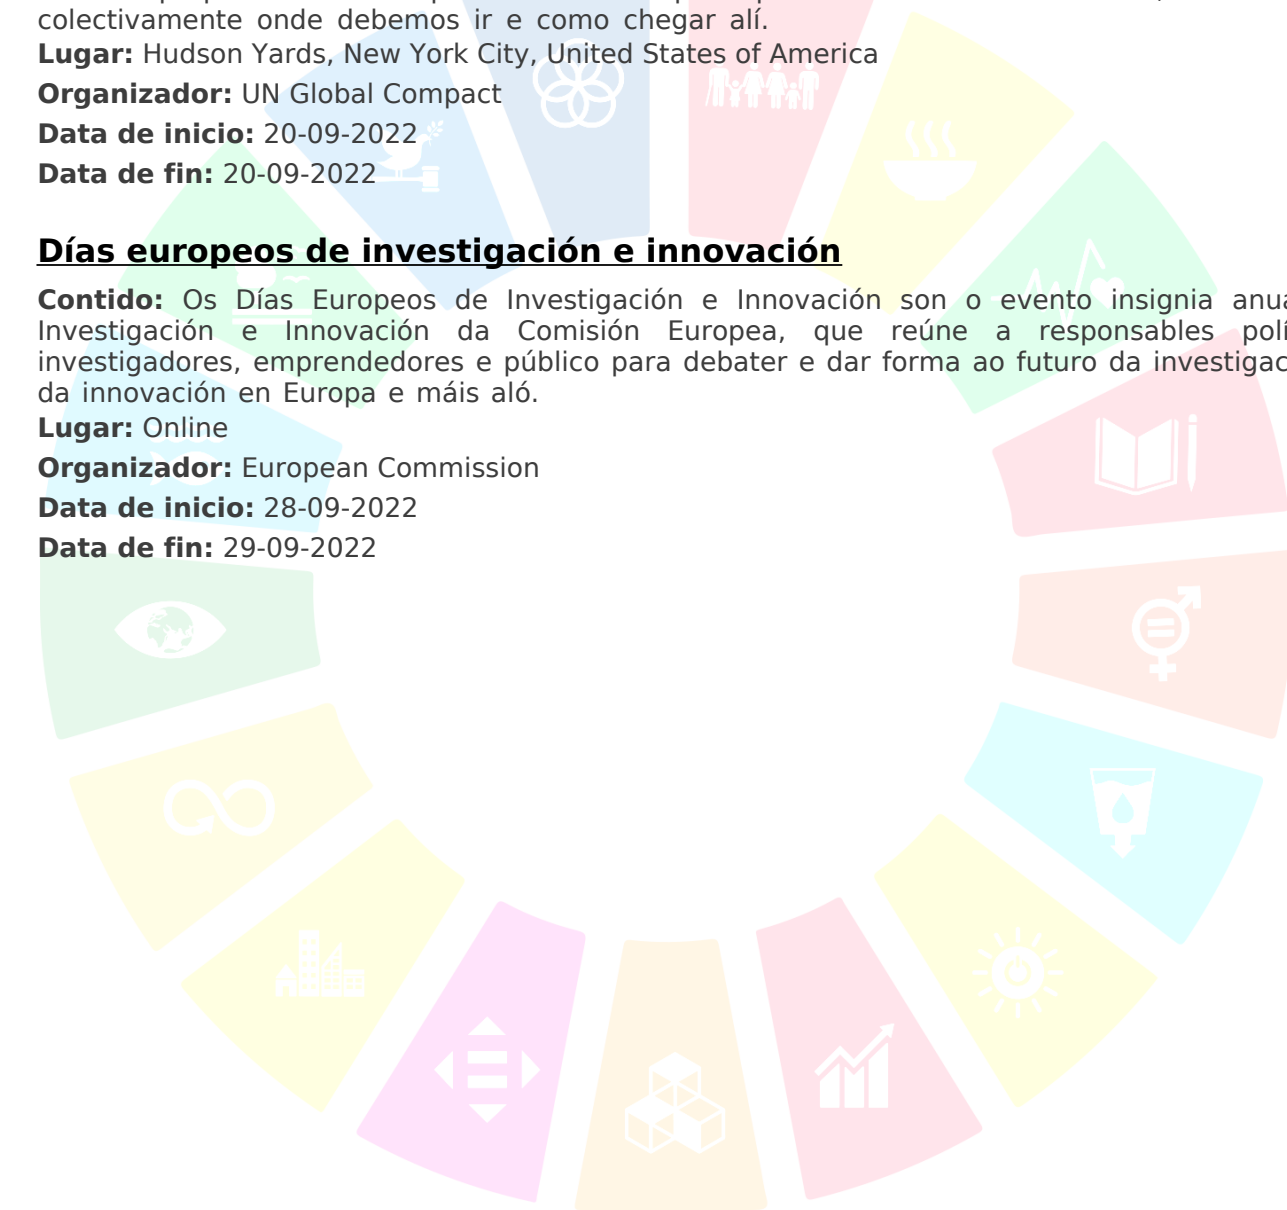 colectivamente onde debemos ir e como chegar alí.
Lugar: Hudson Yards, New York City, United States of America
Organizador: UN Global Compact
Data de inicio: 20-09-2022
Data de fin: 20-09-2022
Días europeos de investigación e innovación
Contido: Os Días Europeos de Investigación e Innovación son o evento insignia
Investigación e Innovación da Comisión Europea, que reúne a responsables
investigadores, emprendedores e público para debater e dar forma ao futuro da
da innovación en Europa e máis aló.
Lugar: Online
Organizador: European Commission
Data de inicio: 28-09-2022
Data de fin: 29-09-2022